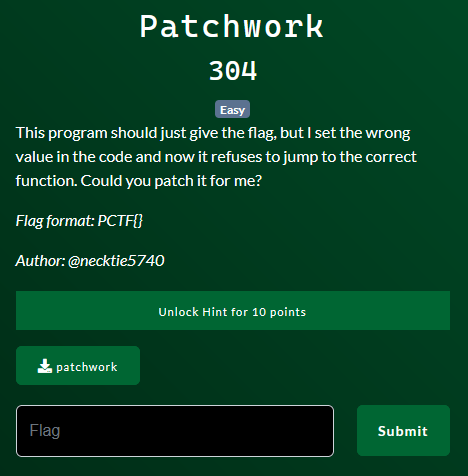 Patchwork
304
Easy
This program should just give the flag, but I set the wrong
value in the code and now it refuses to jump to the correct
function. Could you patch it for me?
Flag format: PCTF{}
Author: @necktie5740
Unlock Hint for 10 points
patchwork
Flag
Submit